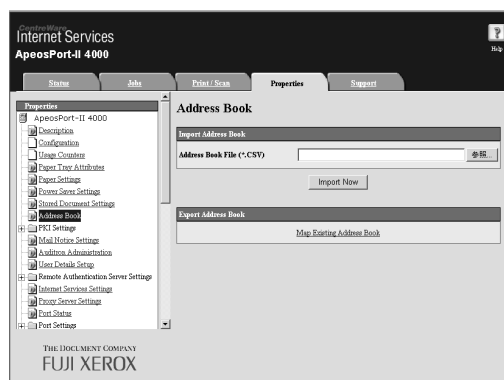 CentreWare
Internet Services
ApeosPort-II 4000
?
Help
Status
Jobs
Print / Scan
Properties
Support
Properties
ApeosPort-II 4000
Description
Configuration
Usage Counters
Paper Tray Attributes
Paper Settings
Power Saver Settings
Stored Document Settings
Address Book
PKI Settings
Mail Notice Settings
Auditron Administration
User Details Setup
Remote Authentication Server Settings
Internet Services Settings
Proxy Server Settings
Port Status
Port Settings
Address Book
Import Address Book
Address Book File (*.CSV)
参照...
Import Now
Export Address Book
Map Existing Address Book
THE DOCUMENT COMPANY
FUJI XEROX